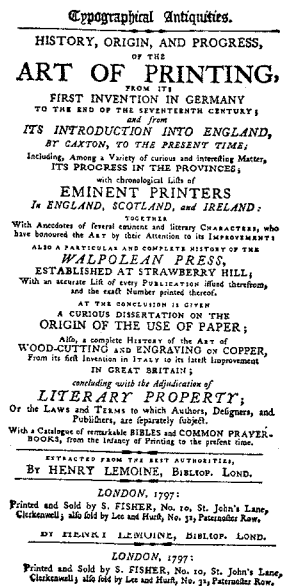 Typographical Antiquities.
HISTORY, ORIGIN, AND PROGRESS,
OF THE
ART OF PRINTING,
FROM ITS
FIRST INVENTION IN GERMANY
TO THE END OF THE SEVENTEENTH CENTURY;
and from
ITS INTRODUCTION INTO ENGLAND,
BY CAXTON, TO THE PRESENT TIME;
Including, Among a Variety of curious and interesting Matter,
ITS PROGRESS IN THE PROVINCES;
with chronological Lists of
EMINENT PRINTERS
In ENGLAND, SCOTLAND, and IRELAND:
TOGETHER
With Anecdotes of several eminent and literary CHARACTERS, who
have honoured the ART by their Attention to its IMPROVEMENTS
ALSO A PARTICULAR AND COMPLETE HISTORY OF THE
WALPOLEAN PRESS,
ESTABLISHED AT STRAWBERRY HILL;
With an accurate List of every PUBLICATION issued therefrom,
and the exact Number printed thereof.
AT THE CONCLUSION IS GIVEN
A CURIOUS DISSERTATION ON THE
ORIGIN OF THE USE OF PAPER;
Also, a complete HISTORY of the ART of
WOOD-CUTTING AND ENGRAVING ON COPPER,
From its first Invention in ITALY to its latest Improvement
IN GREAT BRITAIN;
concluding with the Adjudication of
LITERARY PROPERTY;
Or the LAWS and TERMS to which Authors, Designers, and
Publishers, are separately subject.
With a Catalogue of remarkable BIBLES and COMMON PRAYER-
BOOKS, from the Infancy of Printing to the present time.
EXTRACTED FROM THE BEST AUTHORITIES,
BY HENRY LEMOINE, BIBLIOP. LOND.
LONDON, 1797:
Printed and Sold by S. FISHER, No. 10, St. John's Lane,
Clerkenwell; also sold by Lee and Hurst, No. 32, Paternoster Row.
BY HENRY LEMOINE, BIBLIOP. LOND.
LONDON, 1797:
Printed and Sold by S. FISHER, No. 10, St. John's Lane,
Clerkenwell; also sold by Lee and Hurst, No. 32, Paternoster Row.